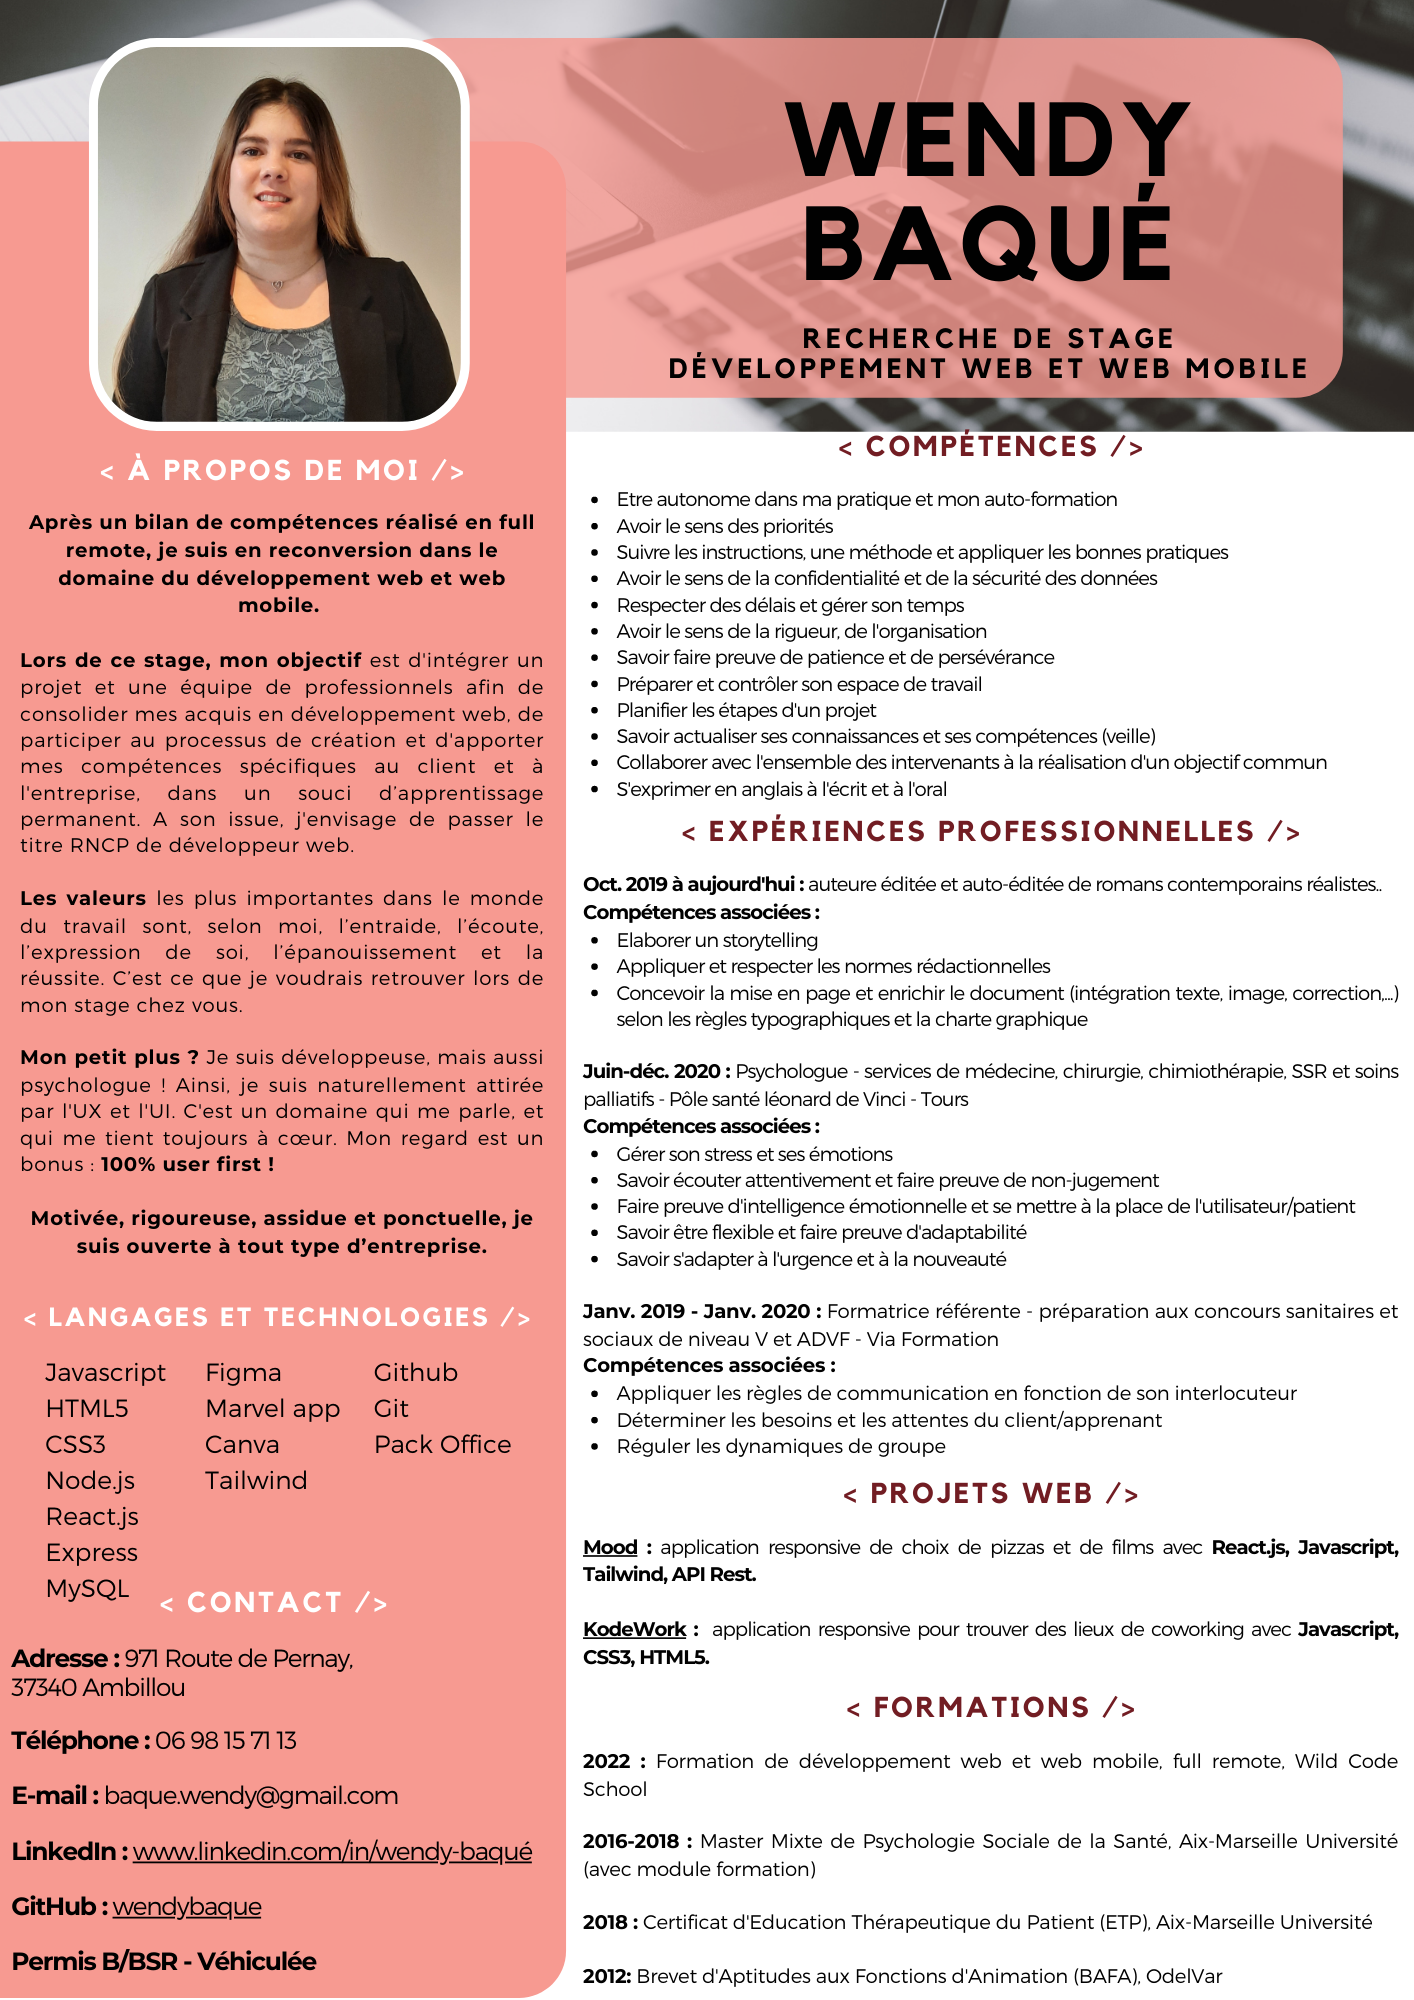 WENDY
BAQUÉ
RECHERCHE DE STAGE
DÉVELOPPEMENT WEB ET WEB MOBILE
< À PROPOS DE MOI />
Après un bilan de compétences réalisé en full
remote, je suis en reconversion dans le
domaine du développement web et web
mobile.
Lors de ce stage, mon objectif est d'intégrer un
projet et une équipe de professionnels afin de
consolider mes acquis en développement web, de
participer au processus de création et d'apporter
mes compétences spécifiques au client et à
l'entreprise, dans un souci d’apprentissage
permanent. A son issue, j'envisage de passer le
titre RNCP de développeur web.
Les valeurs les plus importantes dans le monde
du travail sont, selon moi, l’entraide, l’écoute,
l’expression de soi, l’épanouissement et la
réussite. C’est ce que je voudrais retrouver lors de
mon stage chez vous.
Mon petit plus ? Je suis développeuse, mais aussi
psychologue ! Ainsi, je suis naturellement attirée
par l'UX et l'UI. C'est un domaine qui me parle, et
qui me tient toujours à cœur. Mon regard est un
bonus : 100% user first !
Motivée, rigoureuse, assidue et ponctuelle, je
suis ouverte à tout type d’entreprise.
< LANGAGES ET TECHNOLOGIES />
Javascript
HTML5
CSS3
Node.js
React.js
Express
MySQL
Figma
Marvel app
Canva
Tailwind
Github
Git
Pack Office
< CONTACT />
Adresse : 971 Route de Pernay,
37340 Ambillou
Téléphone : 06 98 15 71 13
E-mail : baque.wendy@gmail.com
LinkedIn : www.linkedin.com/in/wendy-baqué
GitHub : wendybaque
Permis B/BSR - Véhiculée
< COMPÉTENCES />
• Etre autonome dans ma pratique et mon auto-formation
• Avoir le sens des priorités
• Suivre les instructions, une méthode et appliquer les bonnes pratiques
• Avoir le sens de la confidentialité et de la sécurité des données
• Respecter des délais et gérer son temps
• Avoir le sens de la rigueur, de l'organisation
• Savoir faire preuve de patience et de persévérance
• Préparer et contrôler son espace de travail
• Planifier les étapes d'un projet
• Savoir actualiser ses connaissances et ses compétences (veille)
• Collaborer avec l'ensemble des intervenants à la réalisation d'un objectif commun
• S'exprimer en anglais à l'écrit et à l'oral
< EXPÉRIENCES PROFESSIONNELLES />
Oct. 2019 à aujourd'hui : auteure éditée et auto-éditée de romans contemporains réalistes..
Compétences associées :
• Elaborer un storytelling
• Appliquer et respecter les normes rédactionnelles
• Concevoir la mise en page et enrichir le document (intégration texte, image, correction,...)
selon les règles typographiques et la charte graphique
Juin-déc. 2020 : Psychologue - services de médecine, chirurgie, chimiothérapie, SSR et soins
palliatifs - Pôle santé léonard de Vinci - Tours
Compétences associées :
• Gérer son stress et ses émotions
• Savoir écouter attentivement et faire preuve de non-jugement
• Faire preuve d'intelligence émotionnelle et se mettre à la place de l'utilisateur/patient
• Savoir être flexible et faire preuve d'adaptabilité
• Savoir s'adapter à l'urgence et à la nouveauté
Janv. 2019 - Janv. 2020 : Formatrice référente - préparation aux concours sanitaires et
sociaux de niveau V et ADVF - Via Formation
Compétences associées :
• Appliquer les règles de communication en fonction de son interlocuteur
• Déterminer les besoins et les attentes du client/apprenant
• Réguler les dynamiques de groupe
< PROJETS WEB />
Mood : application responsive de choix de pizzas et de films avec React.js, Javascript,
Tailwind, API Rest.
KodeWork : application responsive pour trouver des lieux de coworking avec Javascript,
CSS3, HTML5.
< FORMATIONS />
2022 : Formation de développement web et web mobile, full remote, Wild Code
School
2016-2018 : Master Mixte de Psychologie Sociale de la Santé, Aix-Marseille Université
(avec module formation)
2018 : Certificat d'Education Thérapeutique du Patient (ETP), Aix-Marseille Université
2012: Brevet d'Aptitudes aux Fonctions d'Animation (BAFA), OdelVar